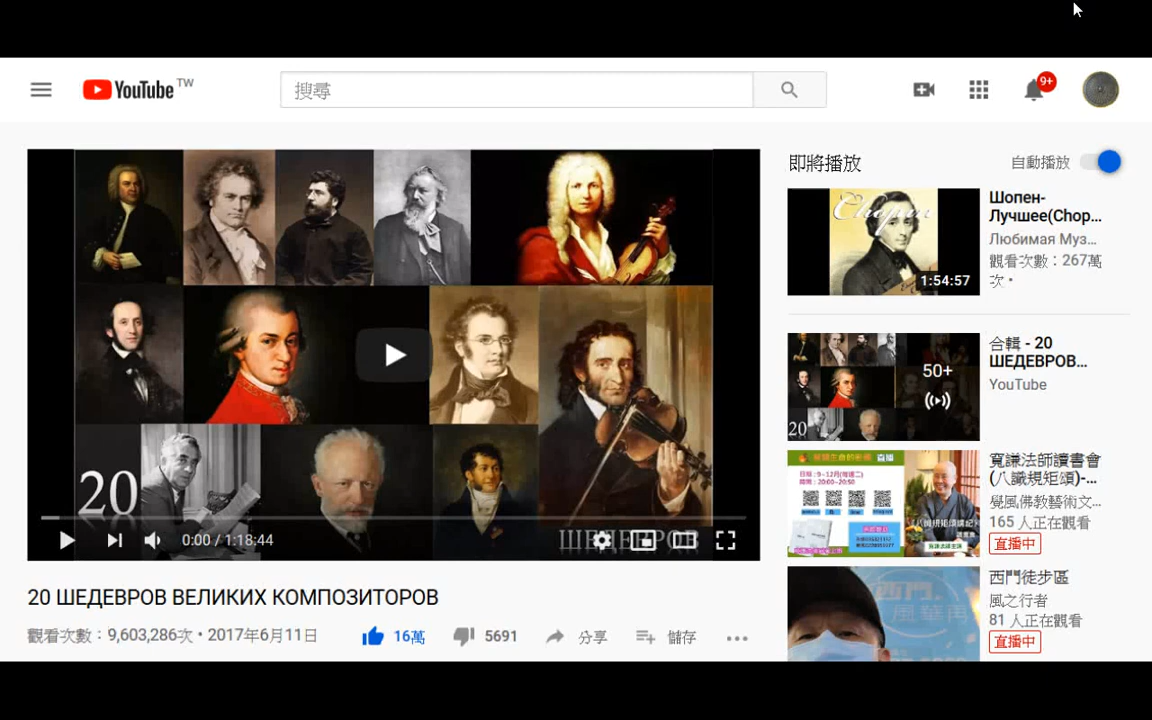 YouTube TW
搜尋
9+
20
ШЕДЕВРОВ
0:00 / 1:18:44
20 ШЕДЕВРОВ ВЕЛИКИХ КОМПОЗИТОРОВ
觀看次數：9,603,286次 • 2017年6月11日
16萬
5691
分享
儲存
即將播放
自動播放
Chopin
1:54:57
Шопен-
Лучшее(Chop...
Любимая Муз...
觀看次數：267萬
次 •
50+
20
合輯 - 20
ШЕДЕВРОВ...
YouTube
直播
寬謙法師讀書會
(八識規矩頌)-...
覺風佛教藝術文...
165 人正在觀看
直播中
西門徒步區
風之行者
81 人正在觀看
直播中